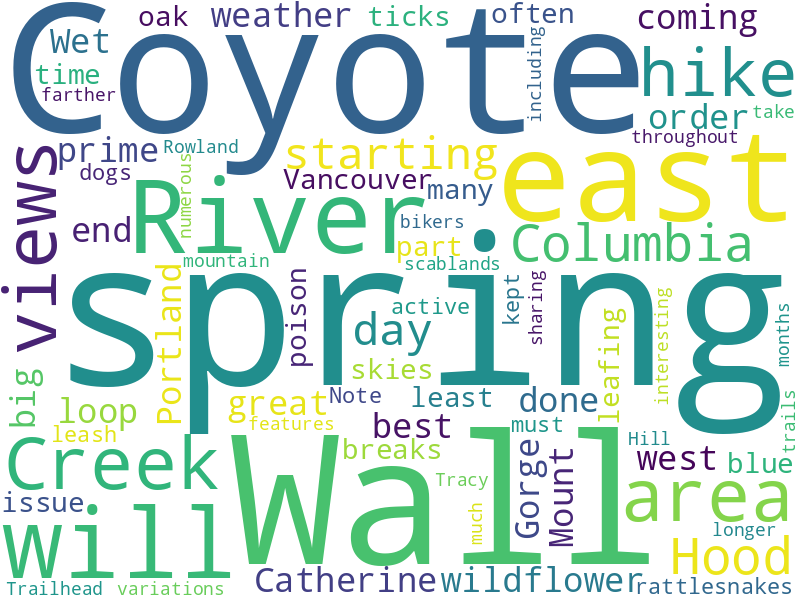 oak
weather
ticks
often
coming
Coyote
Wet
including
hike
time
farther
order
take
throughout
prime
Rowland
starting
east
dogs
numerous
Vancouver
many
views
River
end
bikers
part
Columbia
scablands
mountain
spring
Portland
poison
active
kept
sharing
day
leafing
interesting
months
skies
big
loop
great
Note
least
done
trails
leash
features
best
must
Creek
Wall
breaks
Gorge
Mount
Hill
west
blue
issue
Tracy
area
will
much
longer
Hood
Trailhead
variations
Catherine
wildflower
rattlesnakes